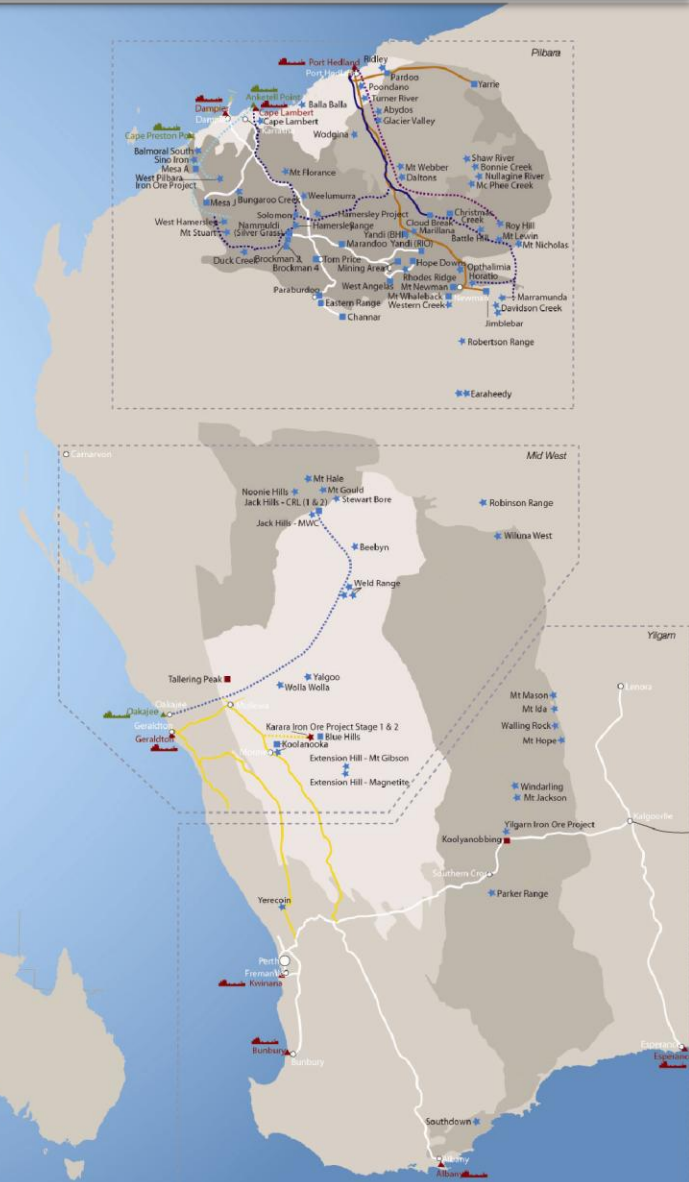 Pilbara
Port Hedland
Ridley
Port Hedland
Pardoo
Yarrie
Poondano
Turner River
Abydos
Glacier Valley
Anketell Point
Balla Balla
Dampier
Cape Lambert
Cape Lambert
Wodgina
Cape Preston
Balmoral South
Sino Iron
Mesa A
West Pilbara
Iron Ore Project
Mt Florance
Mt Webber
Daltons
Shaw River
Bonnie Creek
Nullagine River
Mc Phee Creek
Mesa J
Bungaroo Creek
Weelumurra
West Hamersley
Mt Stuart
Solomon
Nammuldi
(Silver Grass)
Hamersley Project
Hamersley Range
Cloud Break
Christmas
Creek
Marillana
Roy Hill
Battle Hill
Mt Lewin
Mt Nicholas
Yandi (BHP)
Marandoo
Yandi (RIO)
Duck Creek
Brockman 2
Brockman 4
Tom Price
Mining Area
Hope Down
Opthalimia
Rhodes Ridge
Horatio
Paraburdoo
West Angelas
Mt Newman
Mt Whaleback
Newman
Western Creek
Marramunda
Davidson Creek
Eastern Range
Channar
Jimblebar
Robertson Range
Earaheedy
Mid West
Carnarvon
Mt Hale
Noonie Hills
Mt Gould
Jack Hills - CRL (1 & 2)
Stewart Bore
Jack Hills - MWC
Robinson Range
Wiluna West
Beebyn
Weld Range
Yilgarn
Tallering Peak
Yalgoo
Wolla Wolla
Leonora
Mt Mason
Mt Ida
Walling Rock
Mt Hope
Oakajee
Oakajee
Mullewa
Geraldton
Geraldton
Karara Iron Ore Project Stage 1 & 2
Blue Hills
Koolanooka
Extension Hill - Mt Gibson
Extension Hill - Magnetite
Windarling
Mt Jackson
Yilgarn Iron Ore Project
Kalgoorlie
Koolyanobbing
Southern Cross
Parker Range
Yerecoin
Perth
Kwinana
Bunbury
Bunbury
Esperance
Southdown
Albany